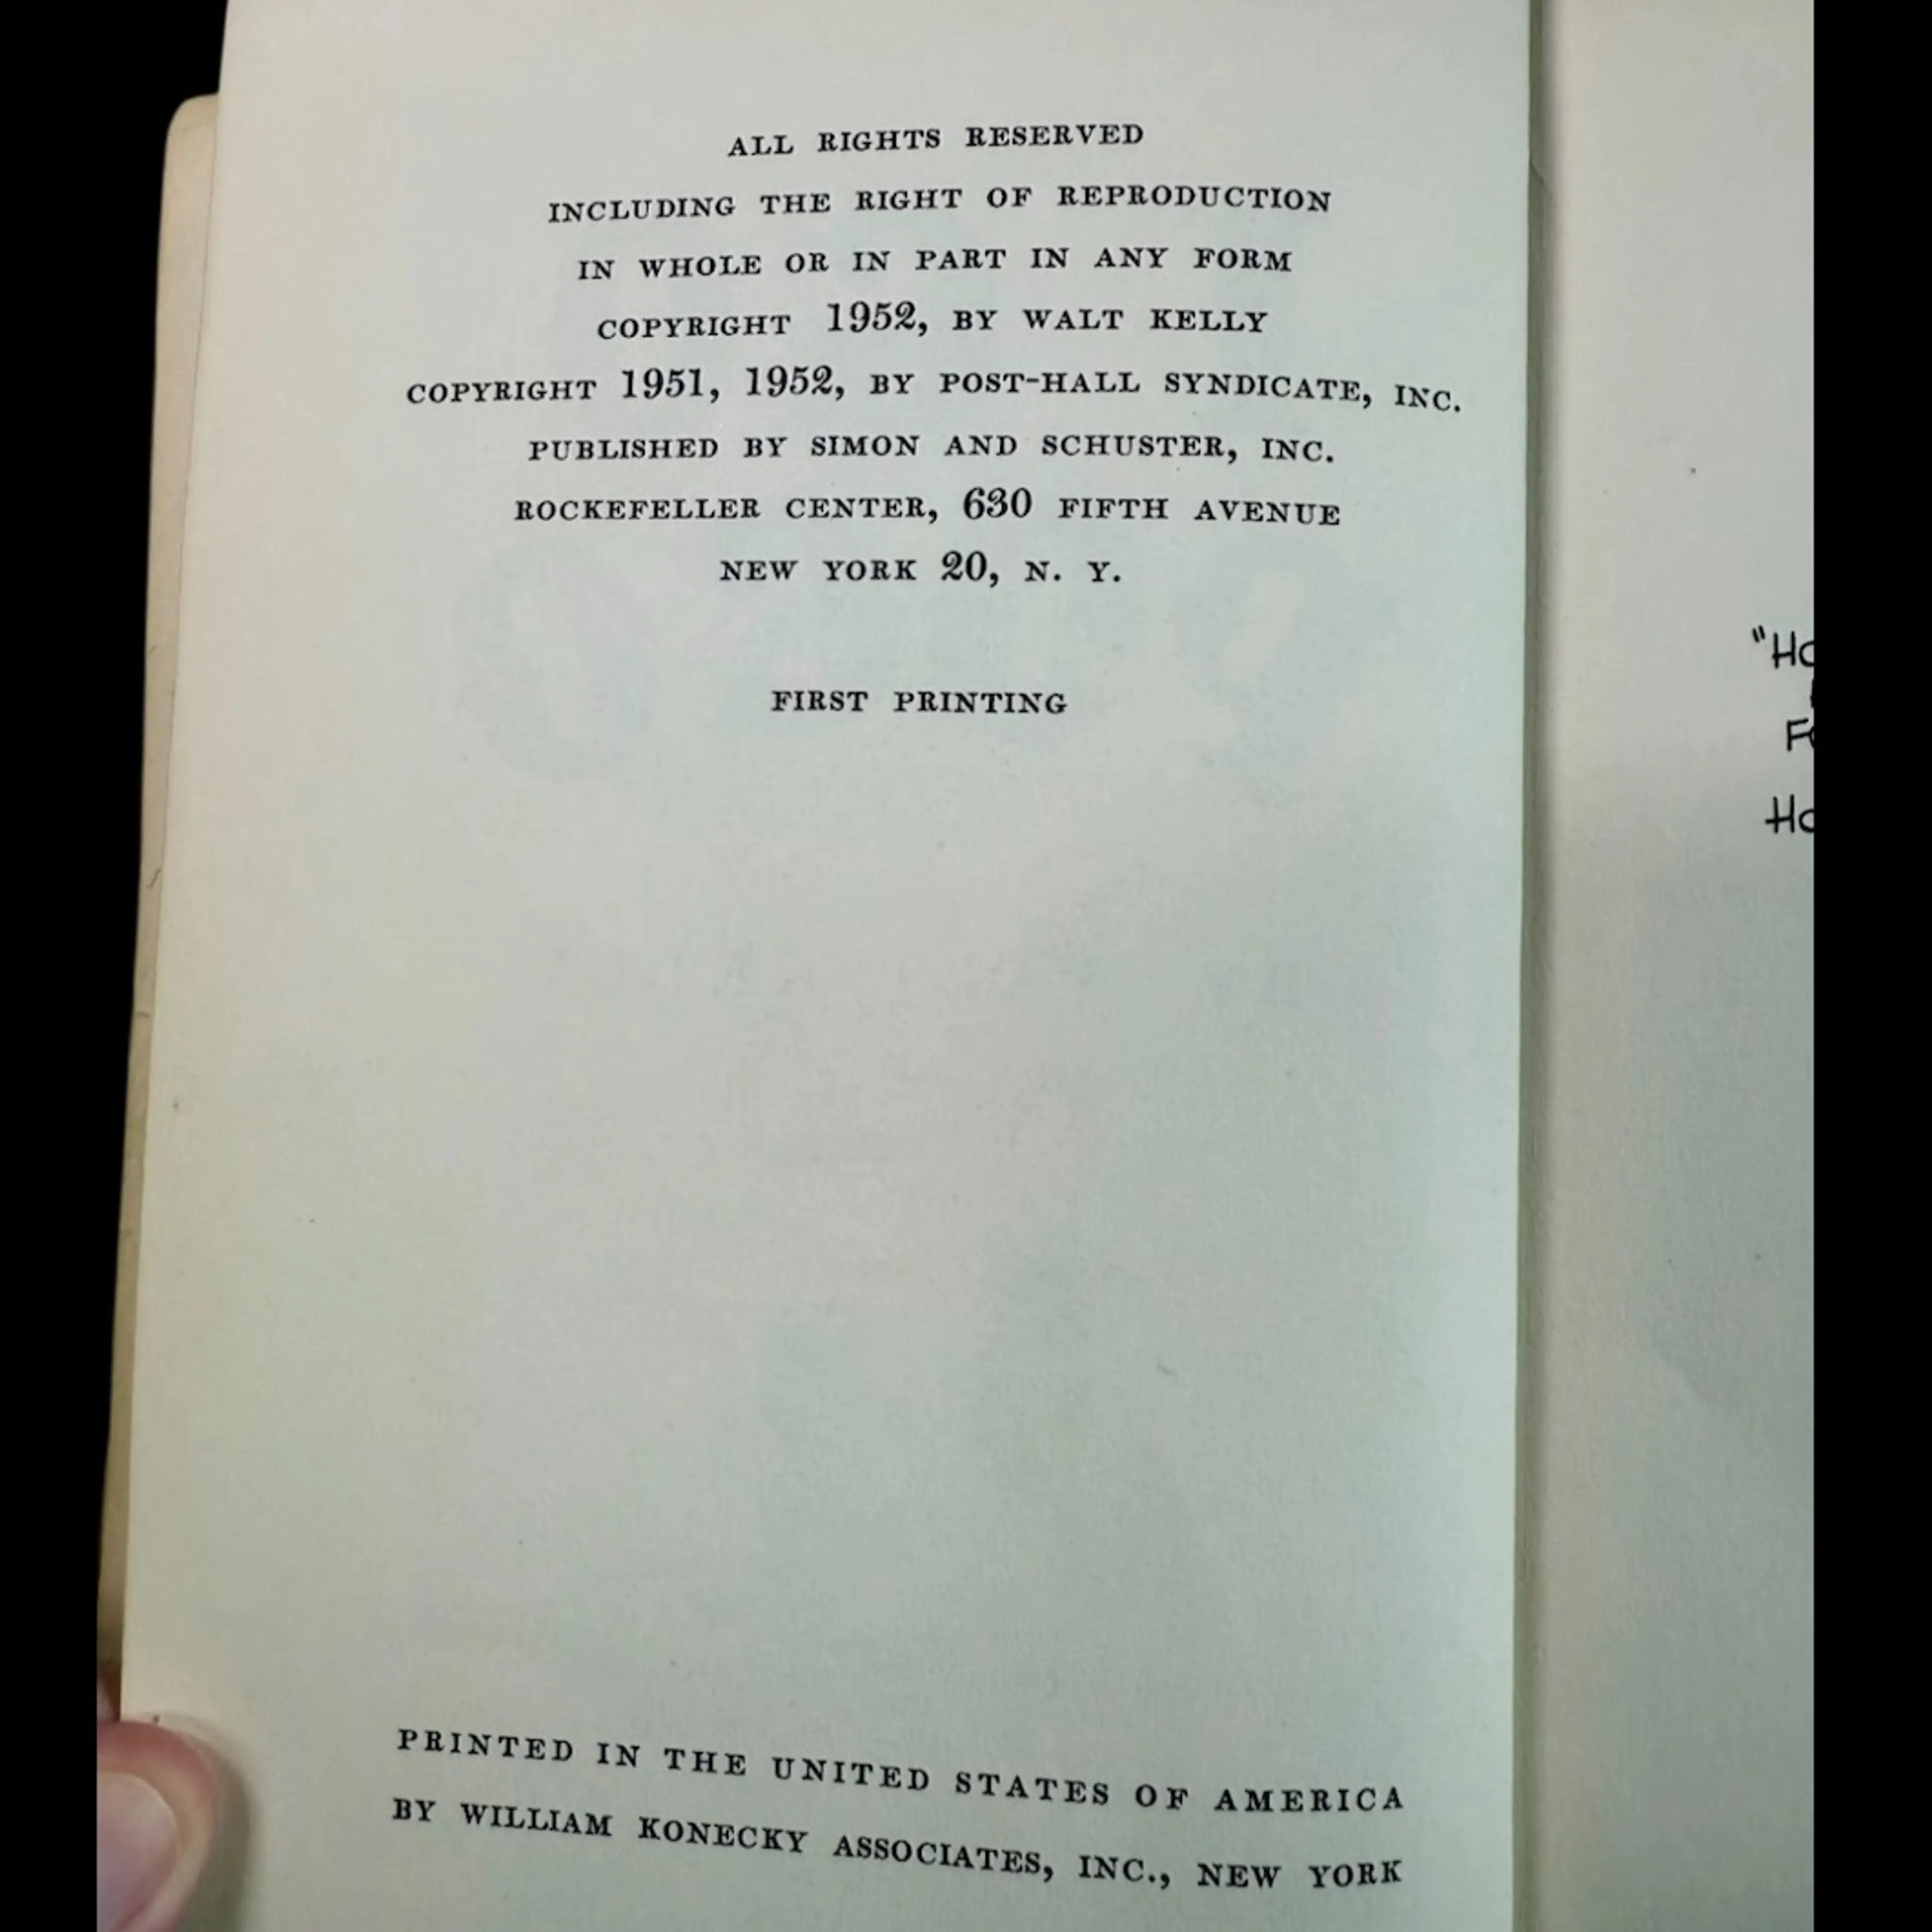 ALL RIGHTS RESERVED
INCLUDING THE RIGHT OF REPRODUCTION
IN WHOLE OR IN PART IN ANY FORM
COPYRIGHT 1952, BY WALT KELLY
COPYRIGHT 1951, 1952, BY POST-HALL SYNDICATE, INC.
PUBLISHED BY SIMON AND SCHUSTER, INC.
ROCKEFELLER CENTER, 630 FIFTH AVENUE
NEW YORK 20, N. Y.
FIRST PRINTING
PRINTED IN THE UNITED STATES OF AMERICA
BY WILLIAM KONECKY ASSOCIATES, INC., NEW YORK